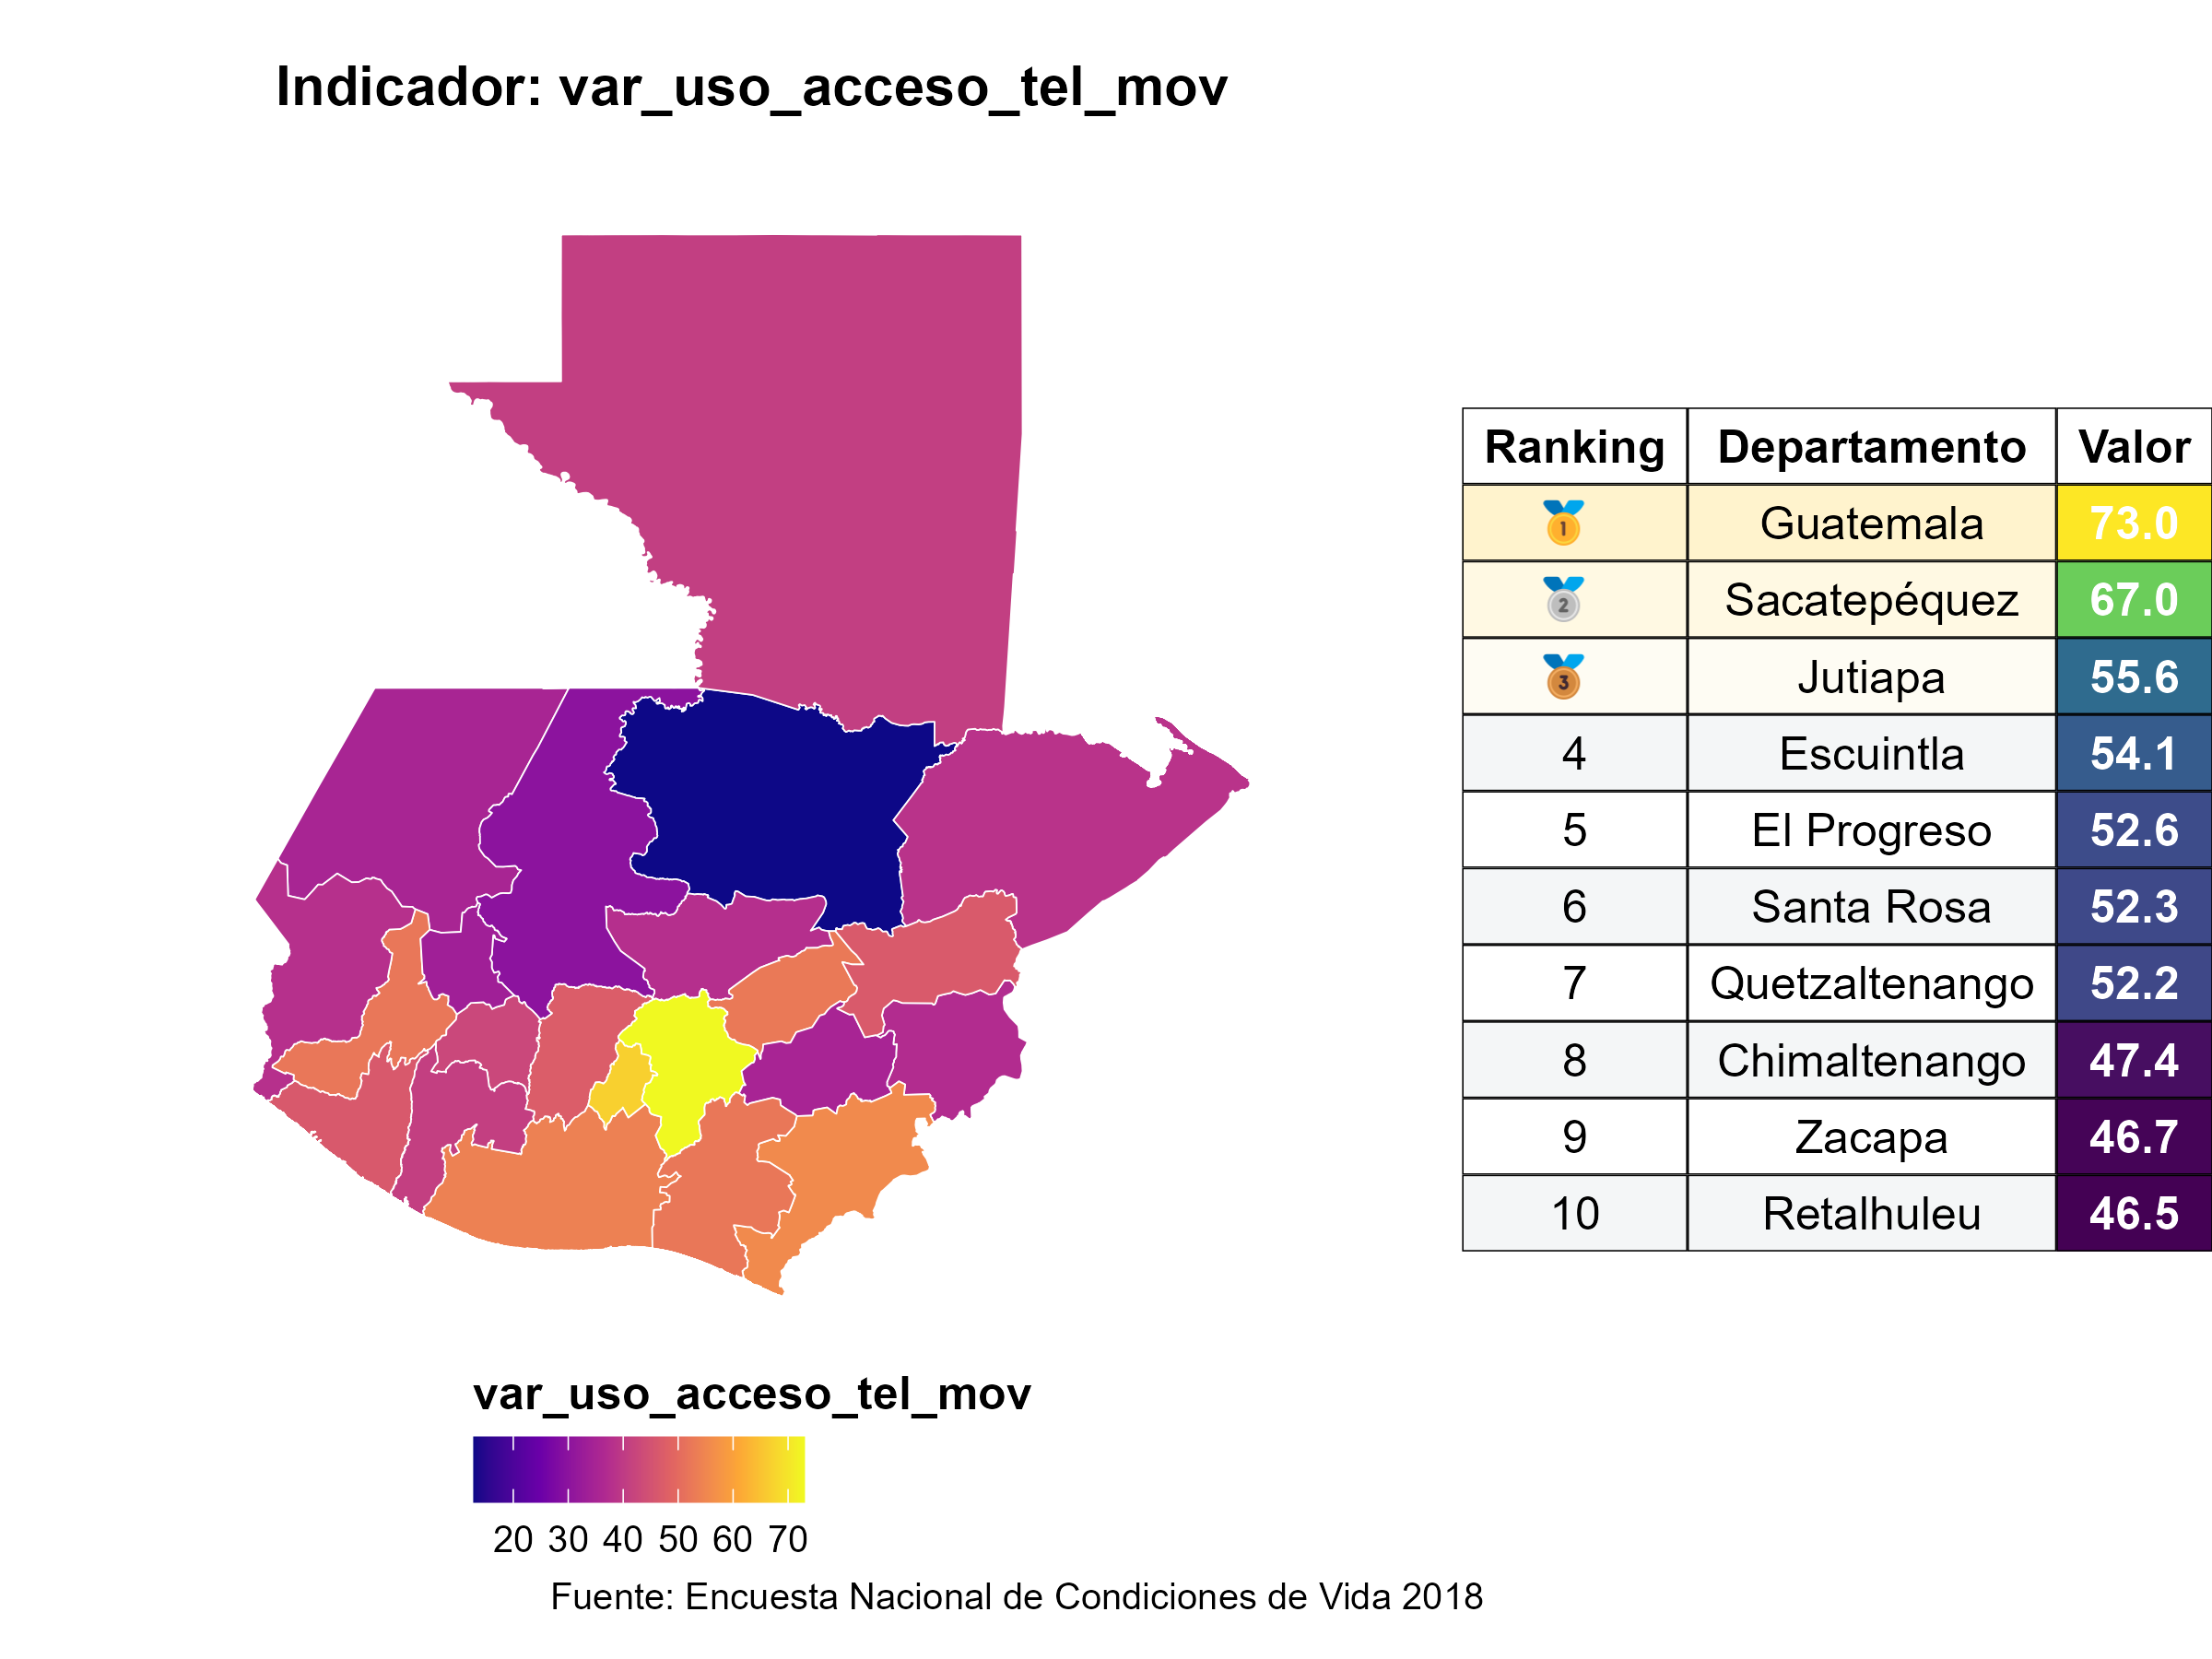 Indicador: var_uso_acceso_tel_mov
Ranking Departamento Valor
1 Guatemala 73.0
2 Sacatepéquez 67.0
3 Jutiapa 55.6
4 Escuintla 54.1
5 El Progreso 52.6
6 Santa Rosa 52.3
7 Quetzaltenango 52.2
8 Chimaltenango 47.4
9 Zacapa 46.7
10 Retalhuleu 46.5
var_uso_acceso_tel_mov
20 30 40 50 60 70
Fuente: Encuesta Nacional de Condiciones de Vida 2018